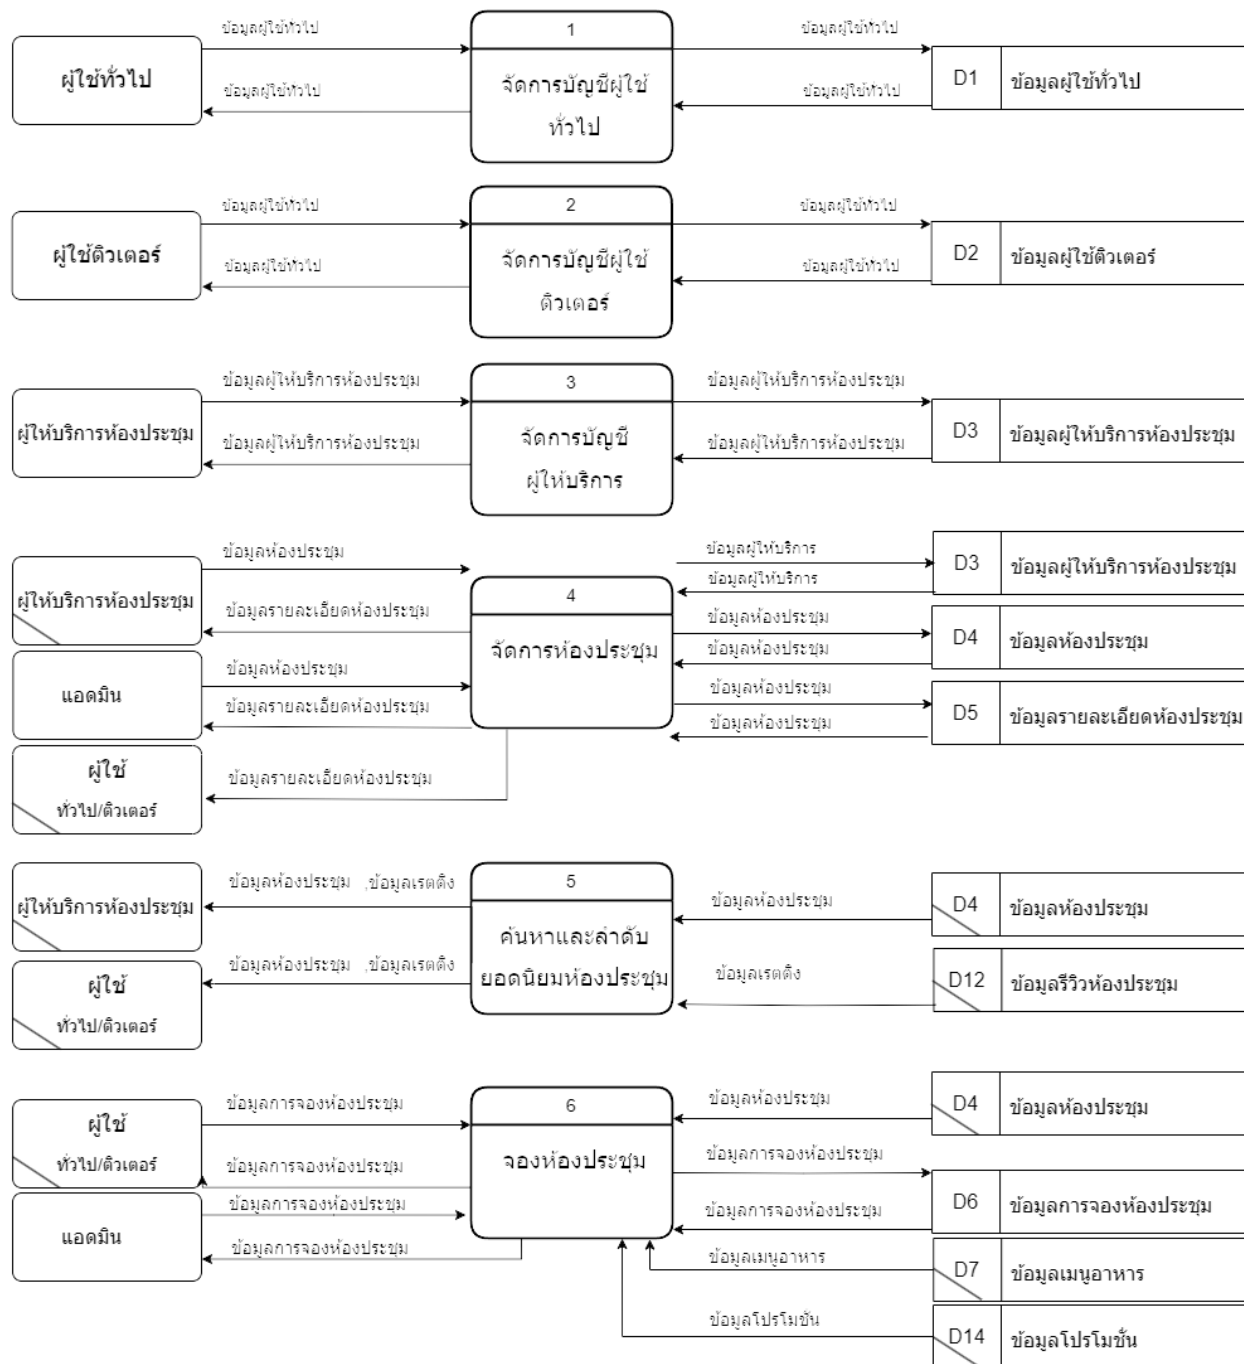 ข้อมูลผู้ใช้ทั่วไป
1
ข้อมูลผู้ใช้ทั่วไป
ผู้ใช้ทั่วไป
ข้อมูลผู้ใช้ทั่วไป
จัดการบัญชีผู้ใช้
ทั่วไป
ข้อมูลผู้ใช้ทั่วไป
D1
ข้อมูลผู้ใช้ทั่วไป
ข้อมูลผู้ใช้ทั่วไป
2
ข้อมูลผู้ใช้ทั่วไป
ผู้ใช้ติวเตอร์
ข้อมูลผู้ใช้ทั่วไป
จัดการบัญชีผู้ใช้
ติวเตอร์
ข้อมูลผู้ใช้ทั่วไป
D2
ข้อมูลผู้ใช้ติวเตอร์
ข้อมูลผู้ให้บริการห้องประชุม
3
ข้อมูลผู้ให้บริการห้องประชุม
ผู้ให้บริการห้องประชุม
ข้อมูลผู้ให้บริการห้องประชุม
จัดการบัญชี
ผู้ให้บริการ
ข้อมูลผู้ให้บริการห้องประชุม
D3
ข้อมูลผู้ให้บริการห้องประชุม
ข้อมูลห้องประชุม
ข้อมูลผู้ให้บริการ
ข้อมูลผู้ให้บริการ
D3
ข้อมูลผู้ให้บริการห้องประชุม
ผู้ให้บริการห้องประชุม
4
ข้อมูลรายละเอียดห้องประชุม
จัดการห้องประชุม
ข้อมูลห้องประชุม
ข้อมูลห้องประชุม
D4
ข้อมูลห้องประชุม
แอดมิน
ข้อมูลห้องประชุม
ข้อมูลรายละเอียดห้องประชุม
ข้อมูลห้องประชุม
ข้อมูลห้องประชุม
D5
ข้อมูลรายละเอียดห้องประชุม
ผู้ใช้
ทั่วไป/ติวเตอร์
ข้อมูลรายละเอียดห้องประชุม
ผู้ให้บริการห้องประชุม
ข้อมูลห้องประชุม ,ข้อมูลเรตติง
5
ค้นหาและลำดับ
ยอดนิยมห้องประชุม
ข้อมูลห้องประชุม
D4
ข้อมูลห้องประชุม
ผู้ใช้
ทั่วไป/ติวเตอร์
ข้อมูลห้องประชุม ,ข้อมูลเรตติง
ข้อมูลเรตติง
D12
ข้อมูลรีวิวห้องประชุม
ผู้ใช้
ทั่วไป/ติวเตอร์
ข้อมูลการจองห้องประชุม
6
จองห้องประชุม
ข้อมูลห้องประชุม
D4
ข้อมูลห้องประชุม
ข้อมูลการจองห้องประชุม
ข้อมูลการจองห้องประชุม
แอดมิน
ข้อมูลการจองห้องประชุม
ข้อมูลการจองห้องประชุม
ข้อมูลการจองห้องประชุม
D6
ข้อมูลการจองห้องประชุม
ข้อมูลเมนูอาหาร
D7
ข้อมูลเมนูอาหาร
ข้อมูลโปรโมชัน
D14
ข้อมูลโปรโมชั่น